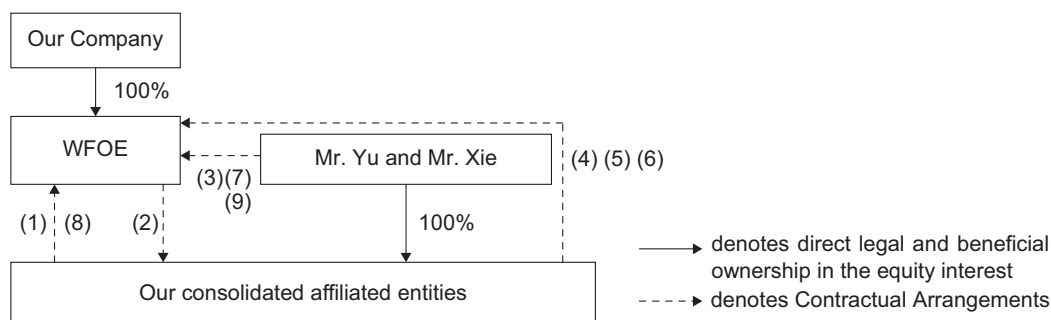 Our Company
100%
WFOE
Mr. Yu and Mr. Xie
(4) (5) (6)
(3)(7)
(9)
(1) (8)
(2)
100%
denotes direct legal and beneficial
ownership in the equity interest
Our consolidated affiliated entities
denotes Contractual Arrangements